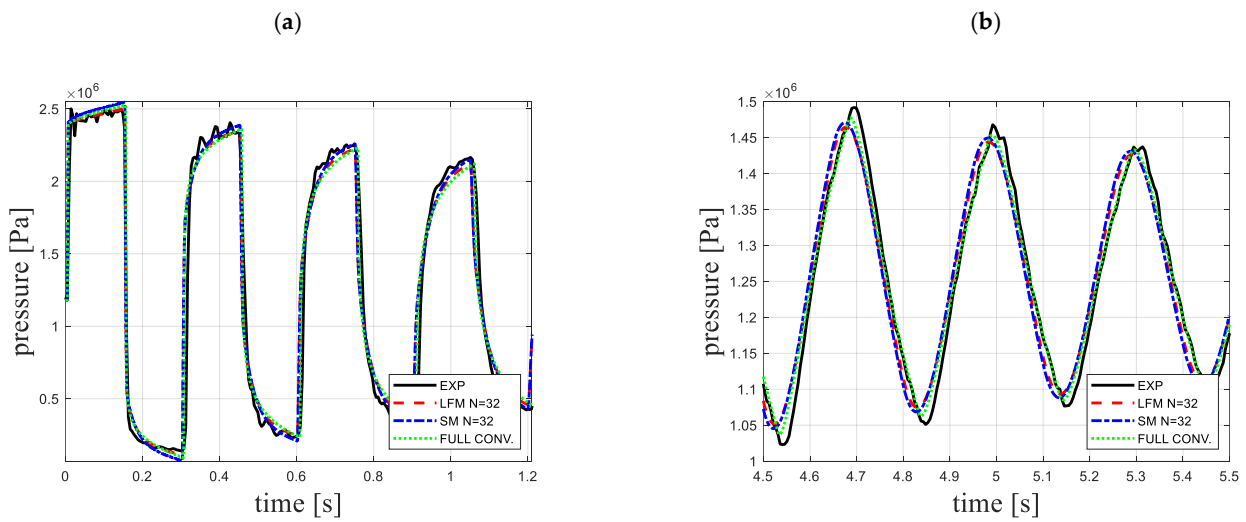 (a)
(b)
×10⁶
2.5
2
1.5
1
0.5
0
0.2
0.4
0.6
0.8
1
1.2
pressure [Pa]
time [s]
EXP
LFM N=32
SM N=32
FULL CONV.
×10⁶
1.5
1.45
1.4
1.35
1.3
1.25
1.2
1.15
1.1
1.05
1
4.5
4.6
4.7
4.8
4.9
5
5.1
5.2
5.3
5.4
5.5
pressure [Pa]
time [s]
EXP
LFM N=32
SM N=32
FULL CONV.